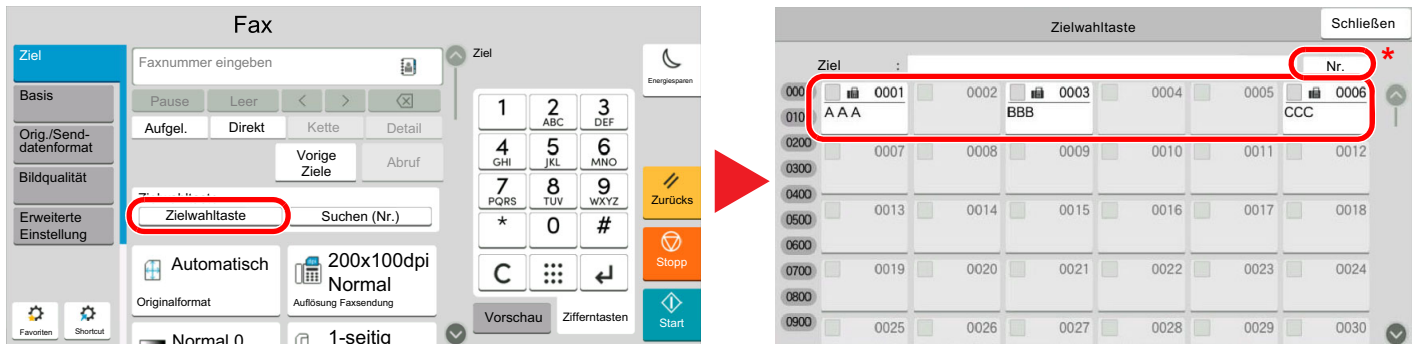 Fax
Ziel
Basis
Orig./Send-
datenformat
Bildqualität
Erweiterte
Einstellung
Favoriten
Shortcut
Faxnummer eingeben
Pause Leer < >
Aufgel. Direkt Kette Detail
Vorige
Ziele
Abruf
Zielwahltaste
Zielwahltaste Suchen (Nr.)
Automatisch
Originalformat
200x100dpi
Normal
Auflösung Faxsendung
Normal 0
1-seitig
Ziel
1 2 3
ABC DEF
4 5 6
GHI JKL MNO
7 8 9
PQRS TUV WXYZ
* 0 #
C
Vorschau Zifferntasten
Energiesparen
Zurücks
Stopp
Start
Zielwahltaste
Schließen
Ziel :
Nr. *
0001 0002 0003 0004 0005 0006
A A A BBB CCC
0007 0008 0009 0010 0011 0012
0013 0014 0015 0016 0017 0018
0019 0020 0021 0022 0023 0024
0025 0026 0027 0028 0029 0030
0200
0300
0400
0500
0600
0700
0800
0900